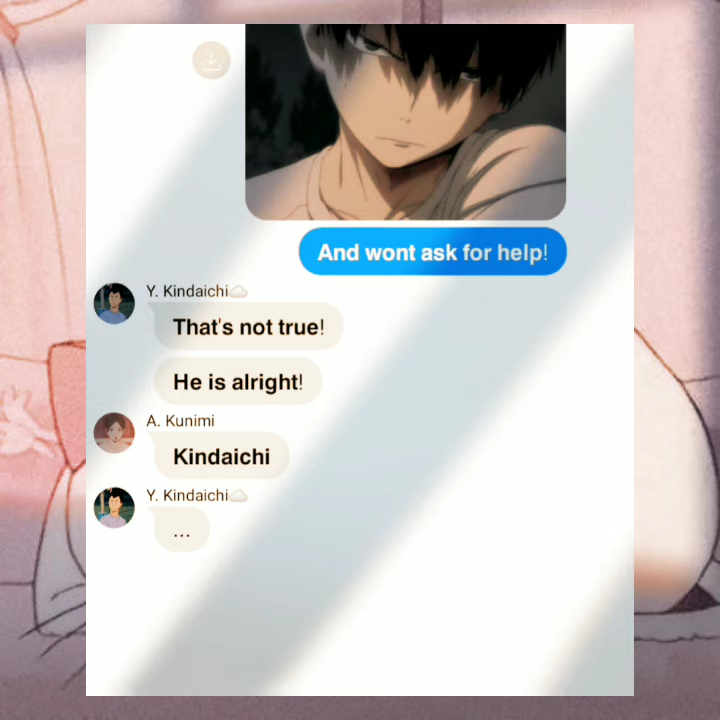 And wont ask for help!
Y. Kindaichi☁️
That's not true!
He is alright!
A. Kunimi
Kindaichi
Y. Kindaichi☁️
...